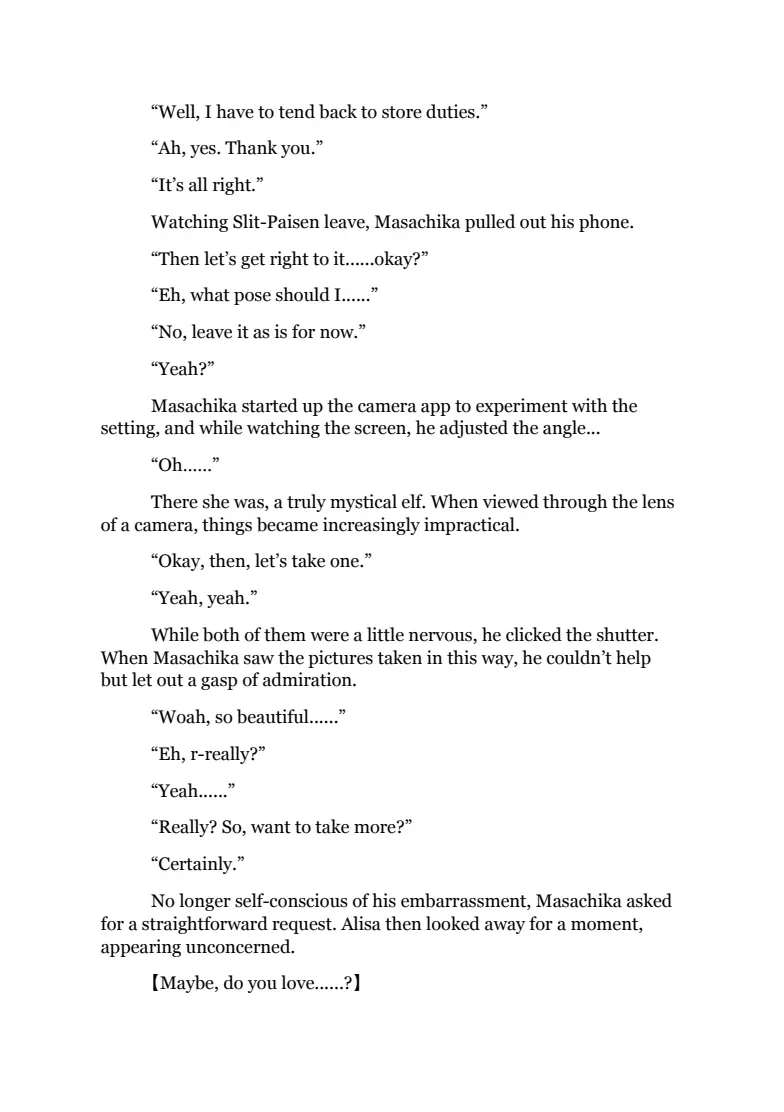 “Well, I have to tend back to store duties.”
“Ah, yes. Thank you.”
“It’s all right.”
Watching Slit-Paisen leave, Masachika pulled out his phone.
“Then let’s get right to it......okay?”
“Eh, what pose should I......”
“No, leave it as is for now.”
“Yeah?”
Masachika started up the camera app to experiment with the
setting, and while watching the screen, he adjusted the angle...
“Oh......”
There she was, a truly mystical elf. When viewed through the lens
of a camera, things became increasingly impractical.
“Okay, then, let’s take one.”
“Yeah, yeah.”
While both of them were a little nervous, he clicked the shutter.
When Masachika saw the pictures taken in this way, he couldn’t help
but let out a gasp of admiration.
“Woah, so beautiful......”
“Eh, r-really?”
“Yeah......”
“Really? So, want to take more?”
“Certainly.”
No longer self-conscious of his embarrassment, Masachika asked
for a straightforward request. Alisa then looked away for a moment,
appearing unconcerned.
【Maybe, do you love......?】